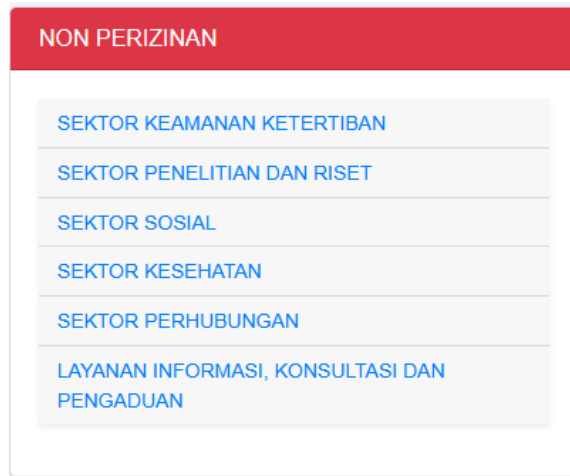 NON PERIZINAN
SEKTOR KEAMANAN KETERTIBAN
SEKTOR PENELITIAN DAN RISET
SEKTOR SOSIAL
SEKTOR KESEHATAN
SEKTOR PERHUBUNGAN
LAYANAN INFORMASI, KONSULTASI DAN
PENGADUAN